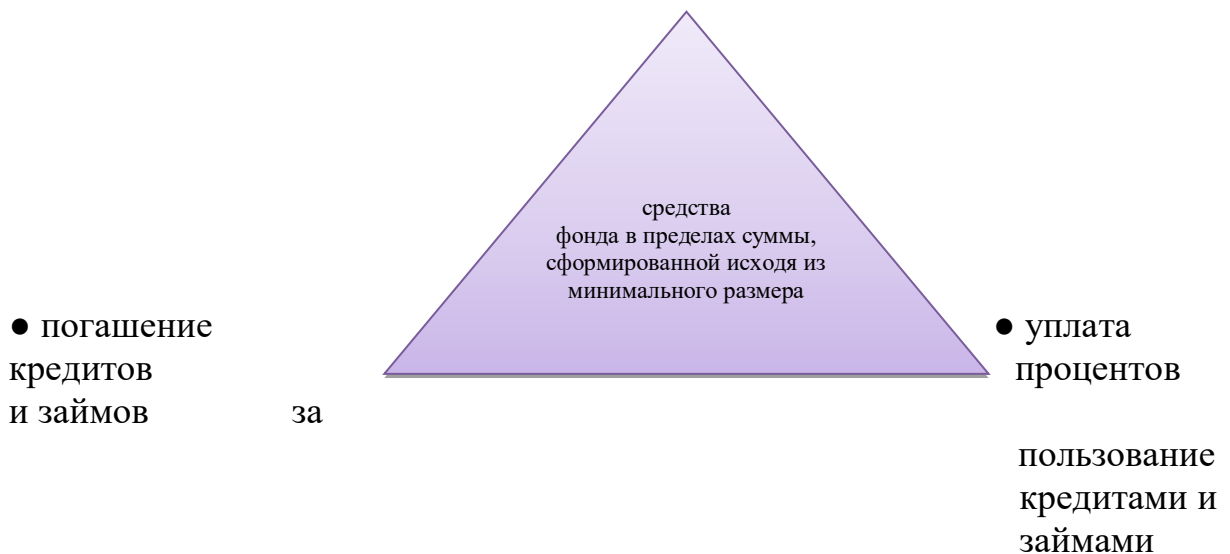 средства
фонда в пределах суммы,
сформированной исходя из
минимального размера
● погашение
кредитов
и займов за
● уплата
процентов
пользование
кредитами и
займами